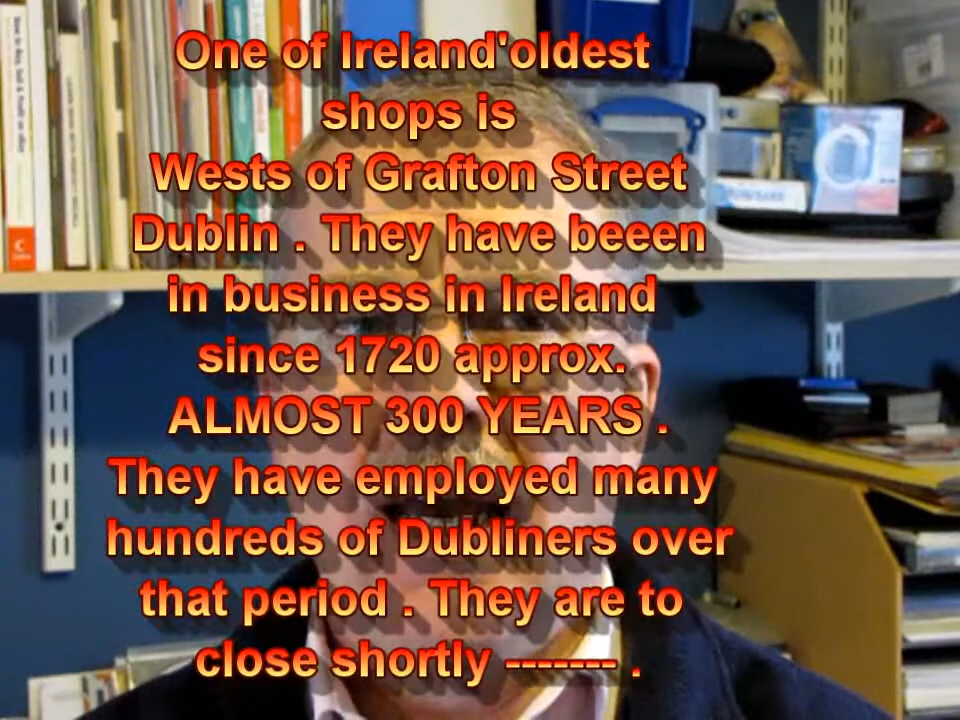 One of Ireland'oldest
shops is
Wests of Grafton Street
Dublin . They have beeen
in business in Ireland
since 1720 approx.
ALMOST 300 YEARS .
They have employed many
hundreds of Dubliners over
that period . They are to
close shortly ------- .